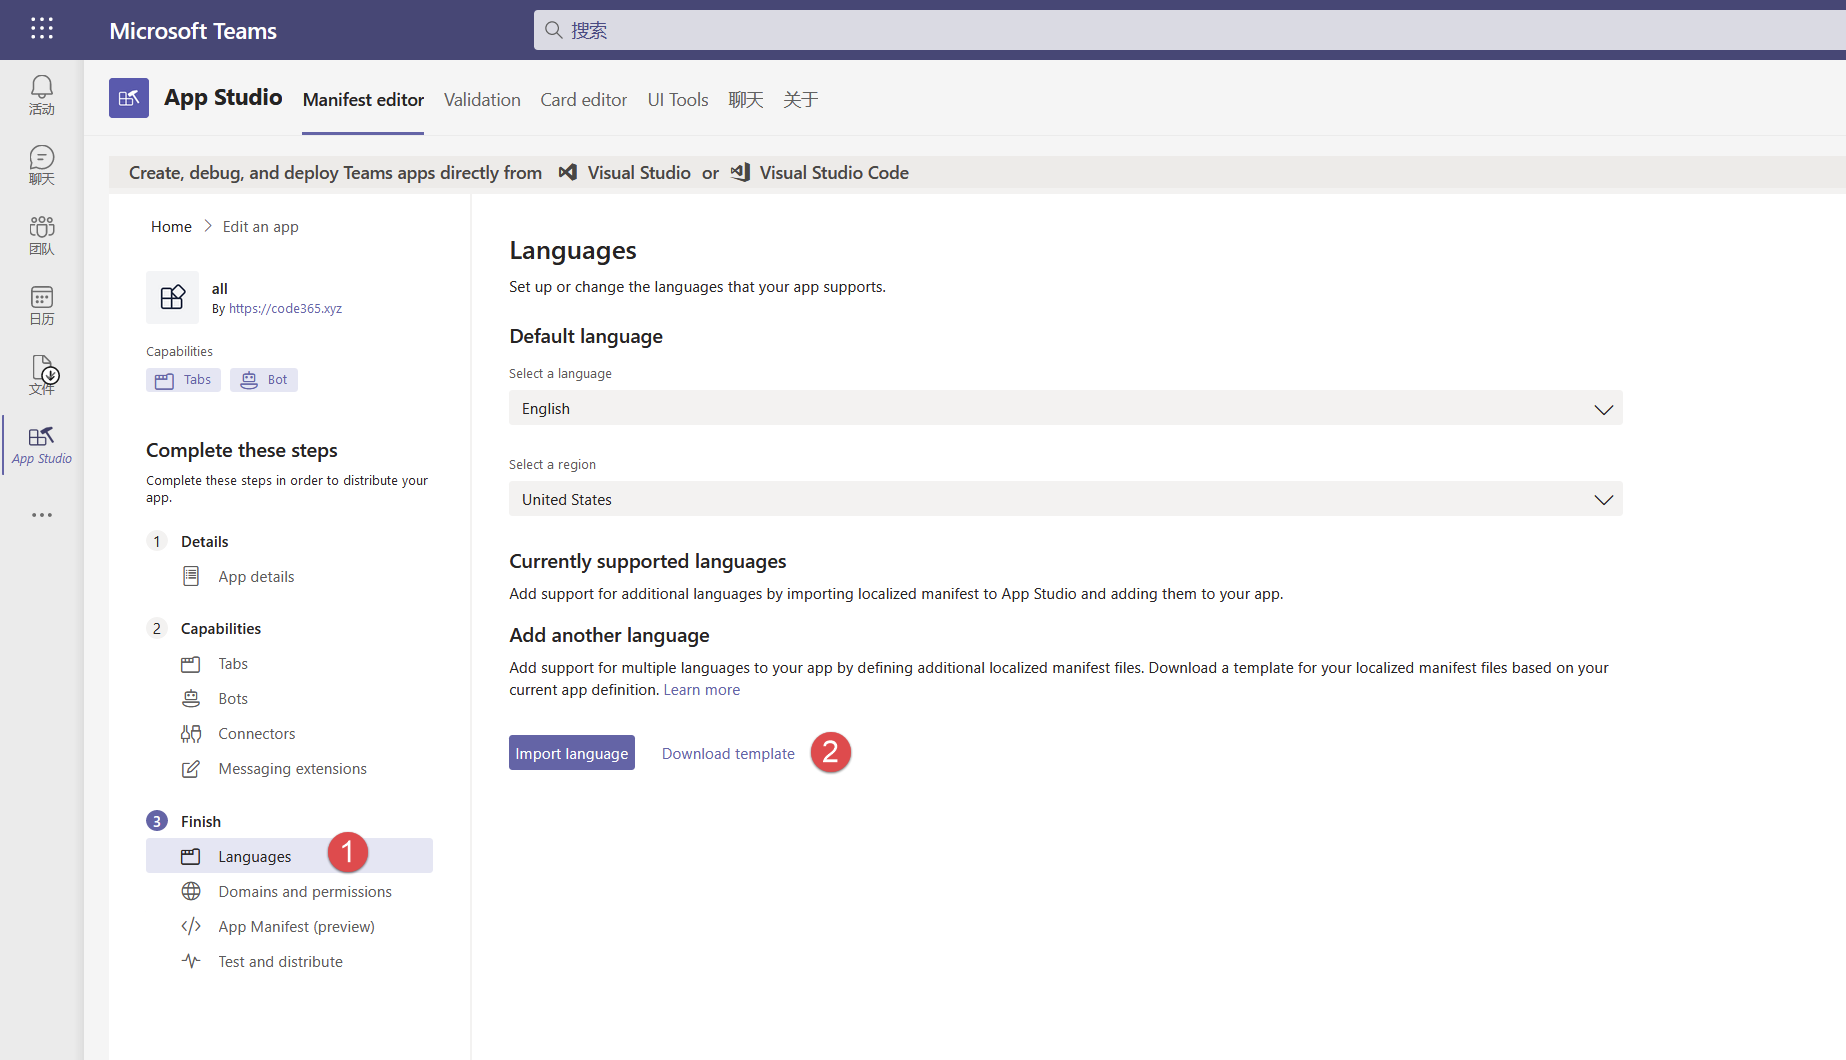 Microsoft Teams
搜索
活动
聊天
团队
日历
文件
App Studio
App Studio
Manifest editor
Validation
Card editor
UI Tools
聊天
关于
Create, debug, and deploy Teams apps directly from Visual Studio or Visual Studio Code
Home > Edit an app
all
By https://code365.xyz
Capabilities
Tabs
Bot
Complete these steps
Complete these steps in order to distribute your
app.
1 Details
App details
2 Capabilities
Tabs
Bots
Connectors
Messaging extensions
3 Finish
Languages 1
Domains and permissions
App Manifest (preview)
Test and distribute
Languages
Set up or change the languages that your app supports.
Default language
Select a language
English
Select a region
United States
Currently supported languages
Add support for additional languages by importing localized manifest to App Studio and adding them to your app.
Add another language
Add support for multiple languages to your app by defining additional localized manifest files. Download a template for your localized manifest files based on your
current app definition. Learn more
Import language
Download template 2